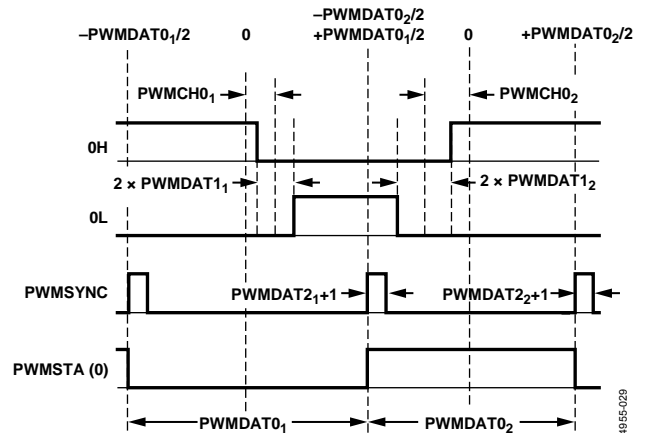 –PWMDAT0₁/2
0
–PWMDAT0₂/2
+PWMDAT0₁/2
0
+PWMDAT0₂/2
PWMCH0₁
PWMCH0₂
0H
2 × PWMDAT1₁
2 × PWMDAT1₂
0L
PWMSYNC
PWMDAT2₁+1
PWMDAT2₂+1
PWMSTA (0)
PWMDAT0₁
PWMDAT0₂
4955-029